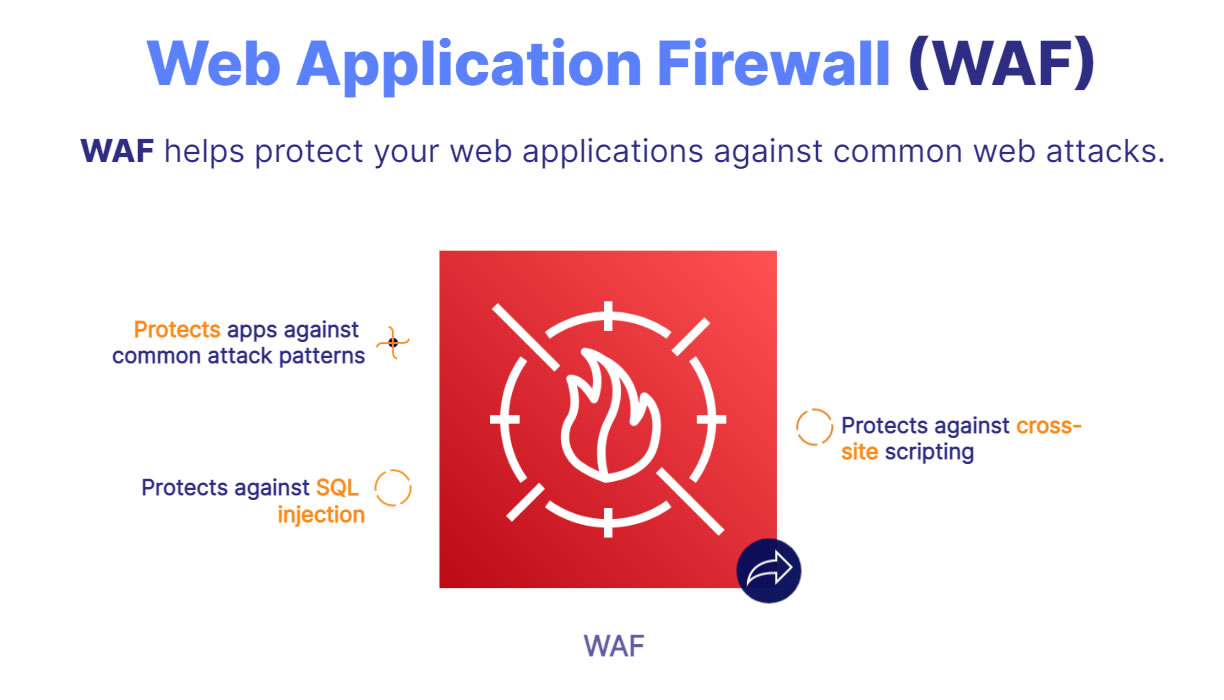 Web Application Firewall (WAF)
WAF helps protect your web applications against common web attacks.
Protects apps against
common attack patterns
Protects against SQL
injection
Protects against cross-
site scripting
WAF